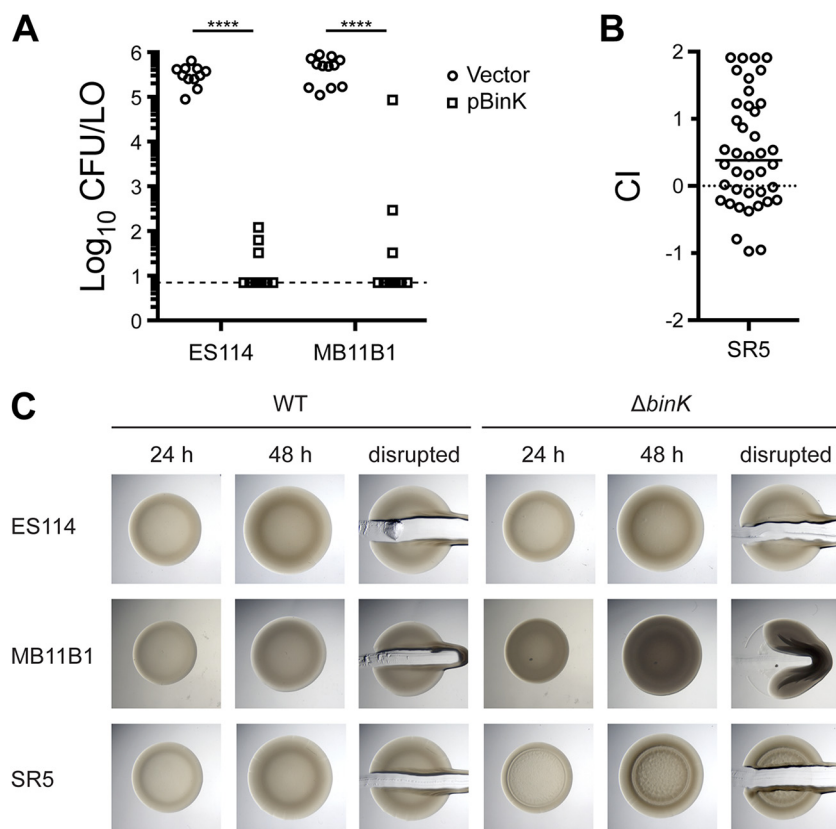 A
****
****
Log10 CFU/LO
6
5
4
3
2
1
0
ES114
MB11B1
Vector
pBinK
B
CI
2
1
0
-1
-2
SR5
C
WT
ΔbinK
24 h
48 h
disrupted
24 h
48 h
disrupted
ES114
MB11B1
SR5